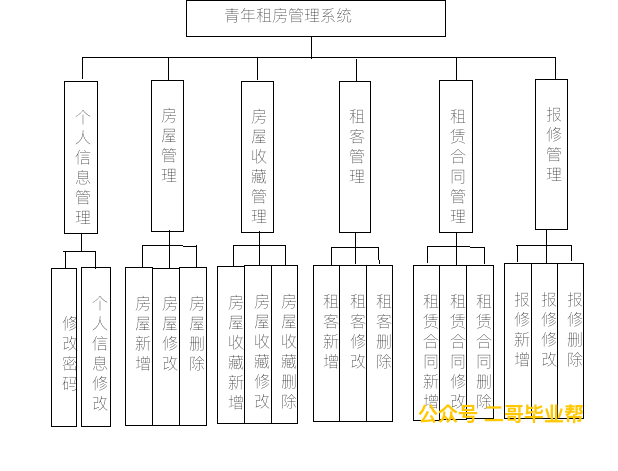 青年租房管理系统
个人信息管理
房屋管理
房屋收藏管理
租客管理
租赁合同管理
报修管理
修改密码
个人信息修改
房屋新增
房屋修改
房屋删除
房屋收藏新增
房屋收藏修改
房屋收藏删除
租客新增
租客修改
租客删除
租赁合同新增
租赁合同修改
租赁合同删除
报修新增
报修修改
报修删除
公众号 二哥毕业帮